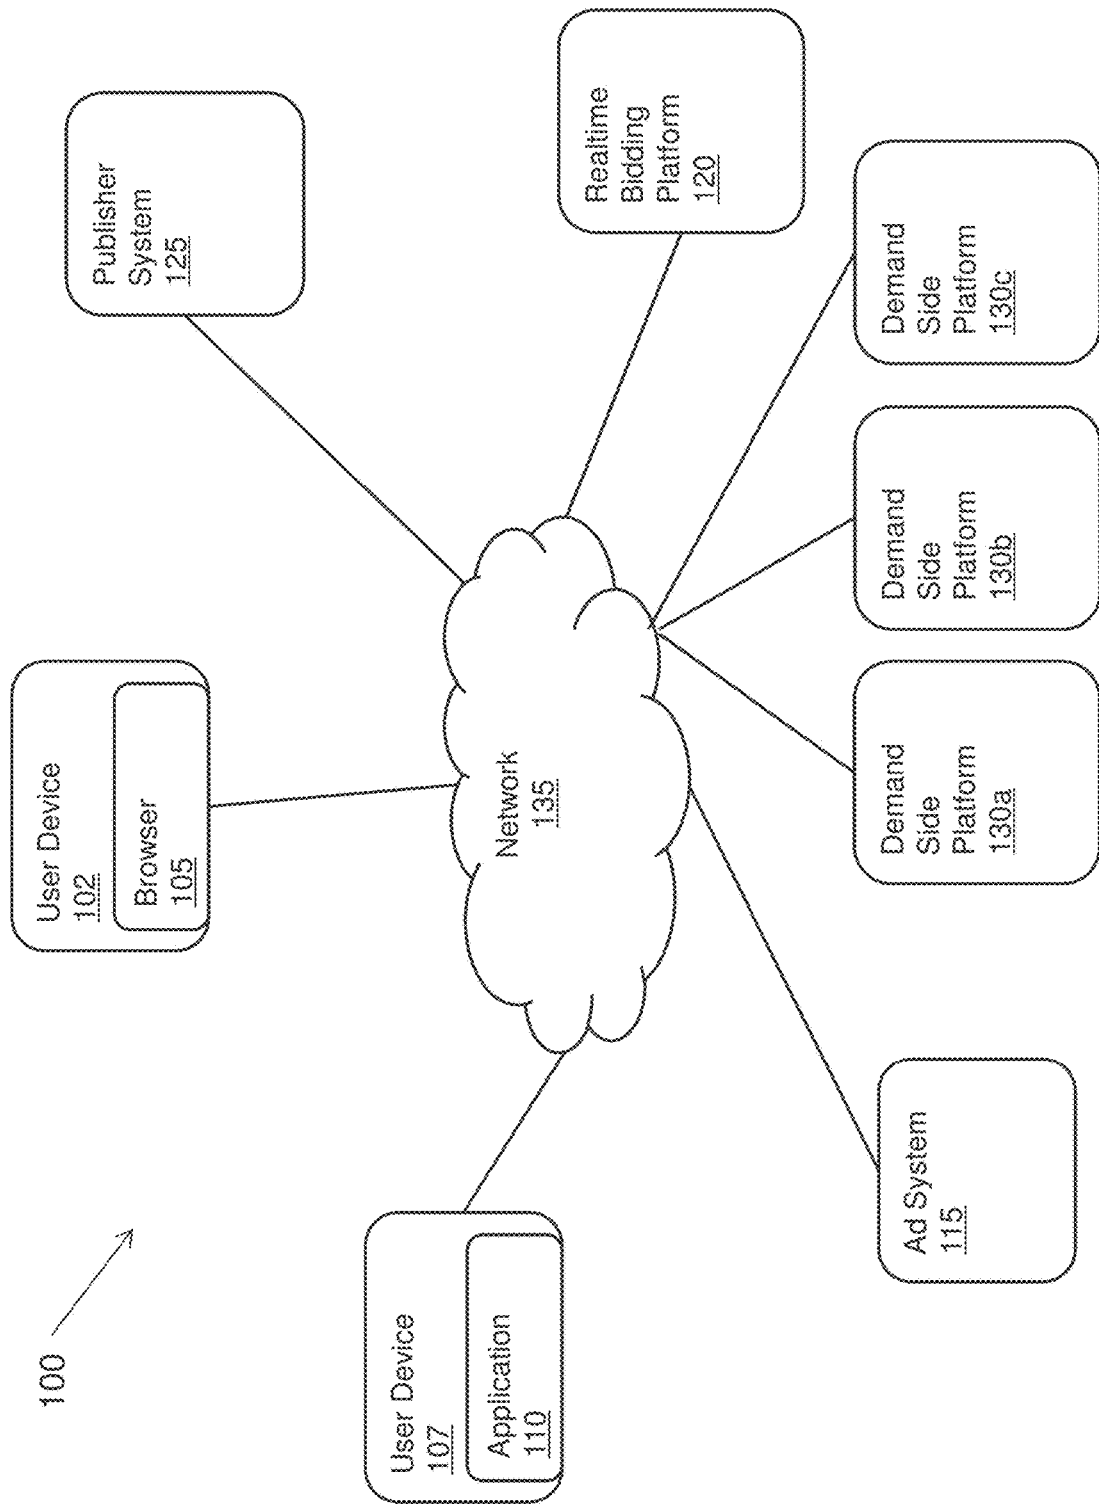 100
User Device
107
Application
110
User Device
102
Browser
105
Publisher
System
125
Network
135
Realtime
Bidding
Platform
120
Ad System
115
Demand
Side
Platform
130a
Demand
Side
Platform
130b
Demand
Side
Platform
130c